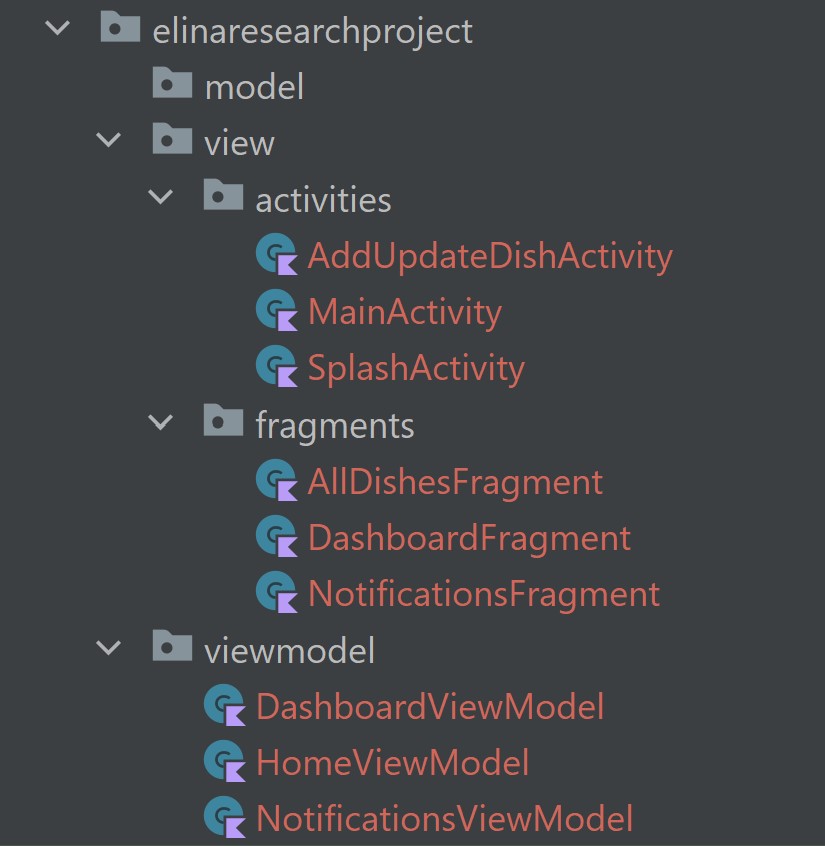 elinaresearchproject
model
view
activities
AddUpdateDishActivity
MainActivity
SplashActivity
fragments
AllDishesFragment
DashboardFragment
NotificationsFragment
viewmodel
DashboardViewModel
HomeViewModel
NotificationsViewModel